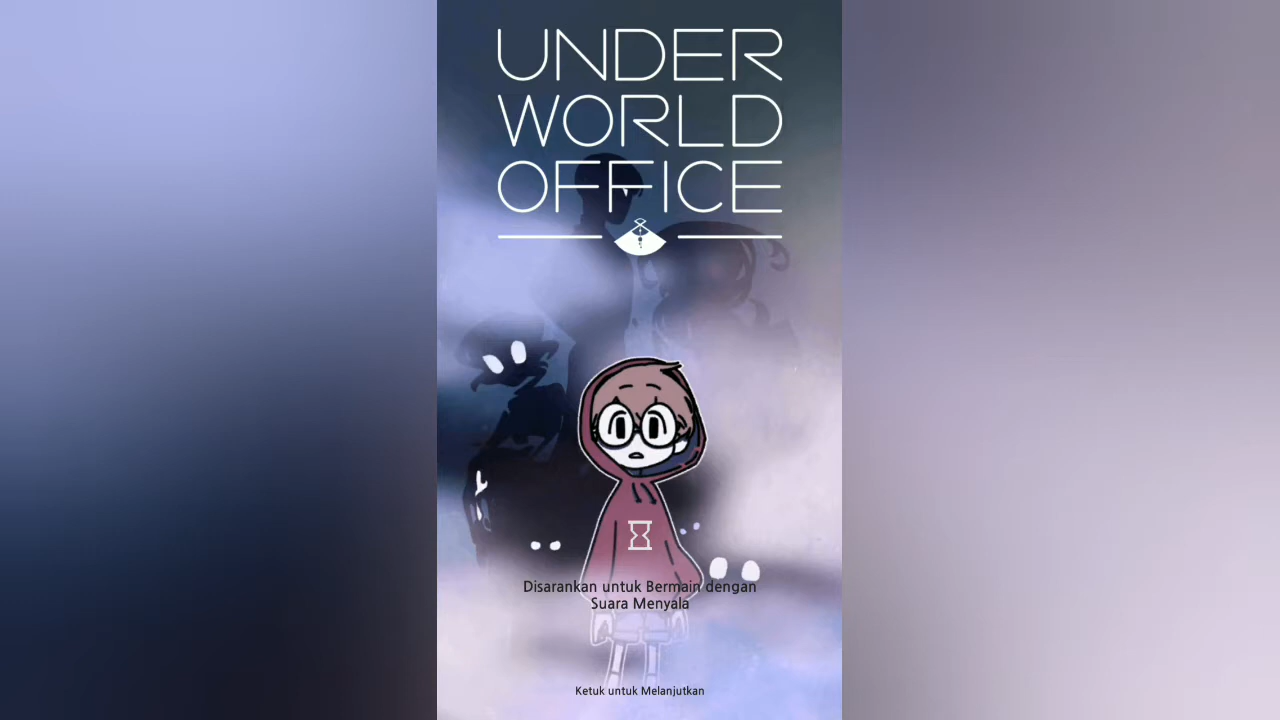 UNDER
WORLD
OFFICE
Disarankan untuk Bermain dengan
Suara Menyala
Ketuk untuk Melanjutkan